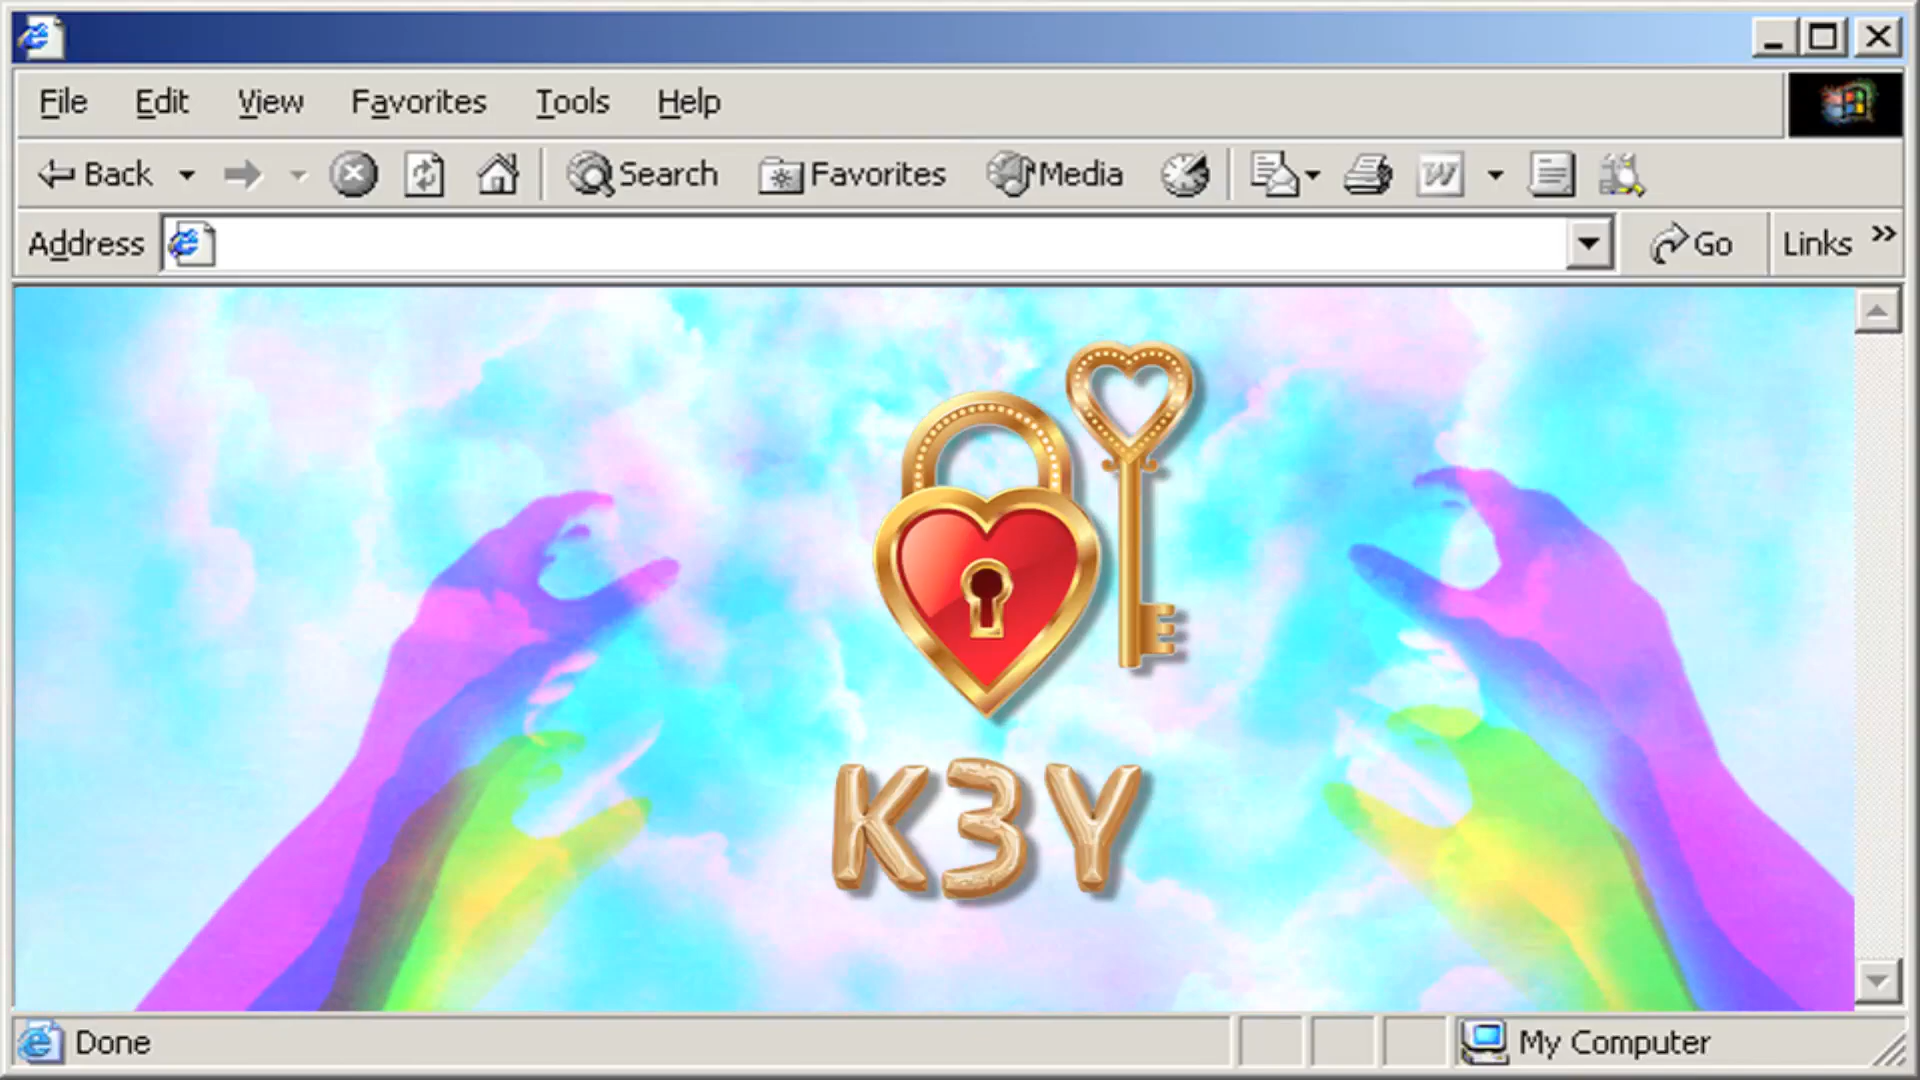 File Edit View Favorites Tools Help
Back Search Favorites Media
Address Go Links »
K3Y
Done My Computer